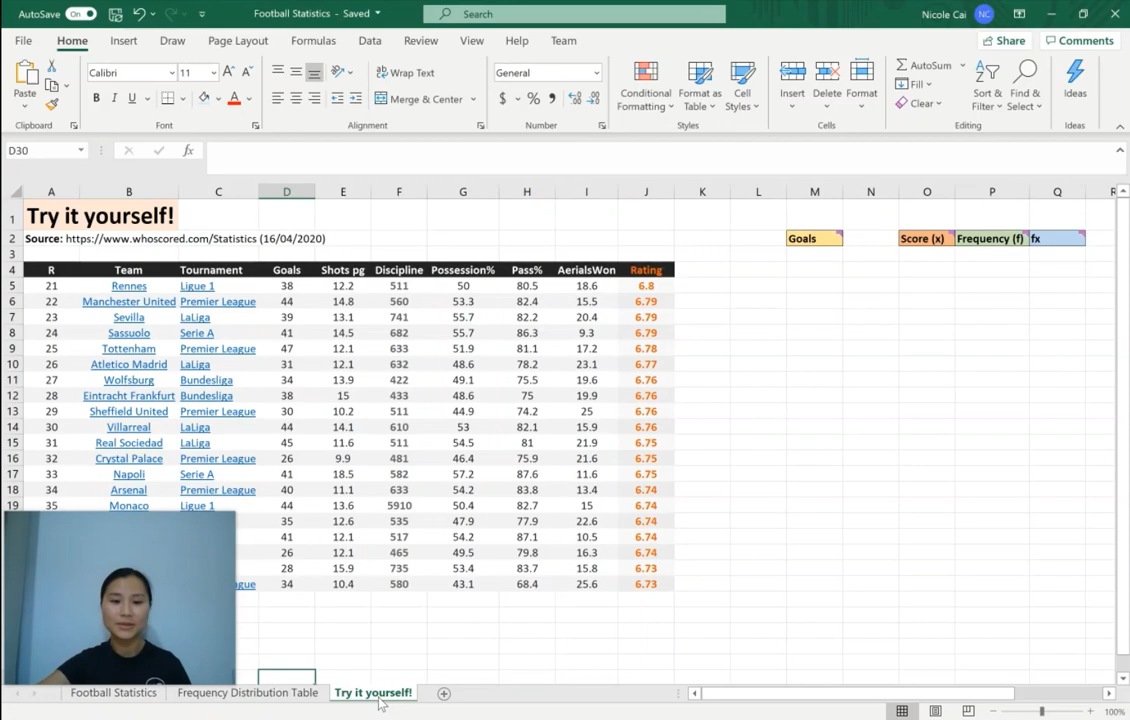 AutoSave On Football Statistics - Saved Search Nicole Cai NC
File Home Insert Draw Page Layout Formulas Data Review View Help Team Share Comments
Paste Calibri 11 A A Wrap Text General Conditional Formatting Format as Table Cell Styles Insert Delete Format AutoSum Fill Clear Sort & Filter Find & Select Ideas
B I U A Merge & Center $ % ,
Clipboard Font Alignment Number Styles Cells Editing Ideas
D30 fx
A B C D E F G H I J K L M N O P Q R
1 Try it yourself!
2 Source: https://www.whoscored.com/Statistics (16/04/2020) Goals Score (x) Frequency (f) fx
3
4 R Team Tournament Goals Shots pg Discipline Possession% Pass% AerialsWon Rating
5 21 Rennes Ligue 1 38 12.2 511 50 80.5 18.6 6.8
6 22 Manchester United Premier League 44 14.8 560 53.3 82.4 15.5 6.79
7 23 Sevilla LaLiga 39 13.1 741 55.7 82.2 20.4 6.79
8 24 Sassuolo Serie A 41 14.5 682 55.7 86.3 9.3 6.79
9 25 Tottenham Premier League 47 12.1 633 51.9 81.1 17.2 6.78
10 26 Atletico Madrid LaLiga 31 12.1 632 48.6 78.2 23.1 6.77
11 27 Wolfsburg Bundesliga 34 13.9 422 49.1 75.5 19.6 6.76
12 28 Eintracht Frankfurt Bundesliga 38 15 433 48.6 75 19.9 6.76
13 29 Sheffield United Premier League 30 10.2 511 44.9 74.2 25 6.76
14 30 Villarreal LaLiga 44 14.1 610 53 82.1 15.9 6.76
15 31 Real Sociedad LaLiga 45 11.6 511 54.5 81 21.9 6.75
16 32 Crystal Palace Premier League 26 9.9 481 46.4 75.9 21.6 6.75
17 33 Napoli Serie A 41 18.5 582 57.2 87.6 11.6 6.75
18 34 Arsenal Premier League 40 11.1 633 54.2 83.8 13.4 6.74
19 35 Monaco Ligue 1 44 13.6 5910 50.4 82.7 15 6.74
35 12.6 535 47.9 77.9 22.6 6.74
41 12.1 517 54.2 87.1 10.5 6.74
26 12.1 465 49.5 79.8 16.3 6.74
28 15.9 735 53.4 83.7 15.8 6.73
ague 34 10.4 580 43.1 68.4 25.6 6.73
Football Statistics Frequency Distribution Table Try it yourself!
100%